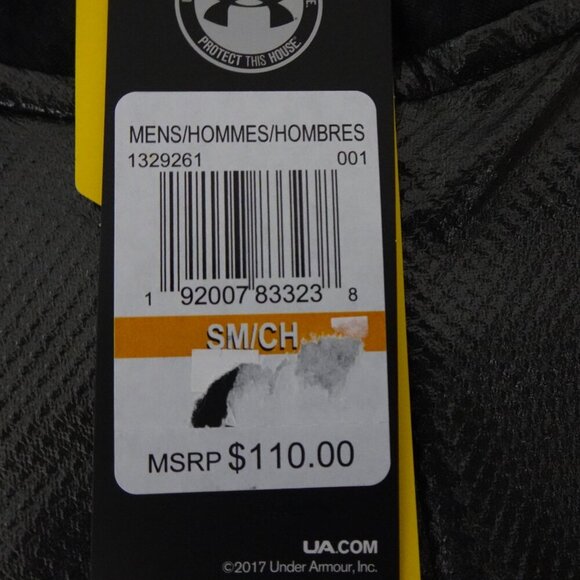 PROTECT THIS HOUSE
MENS/HOMMES/HOMBRES
1329261 001
1 92007 83323 8
SM/CH
MSRP $110.00
UA.COM
©2017 Under Armour, Inc.